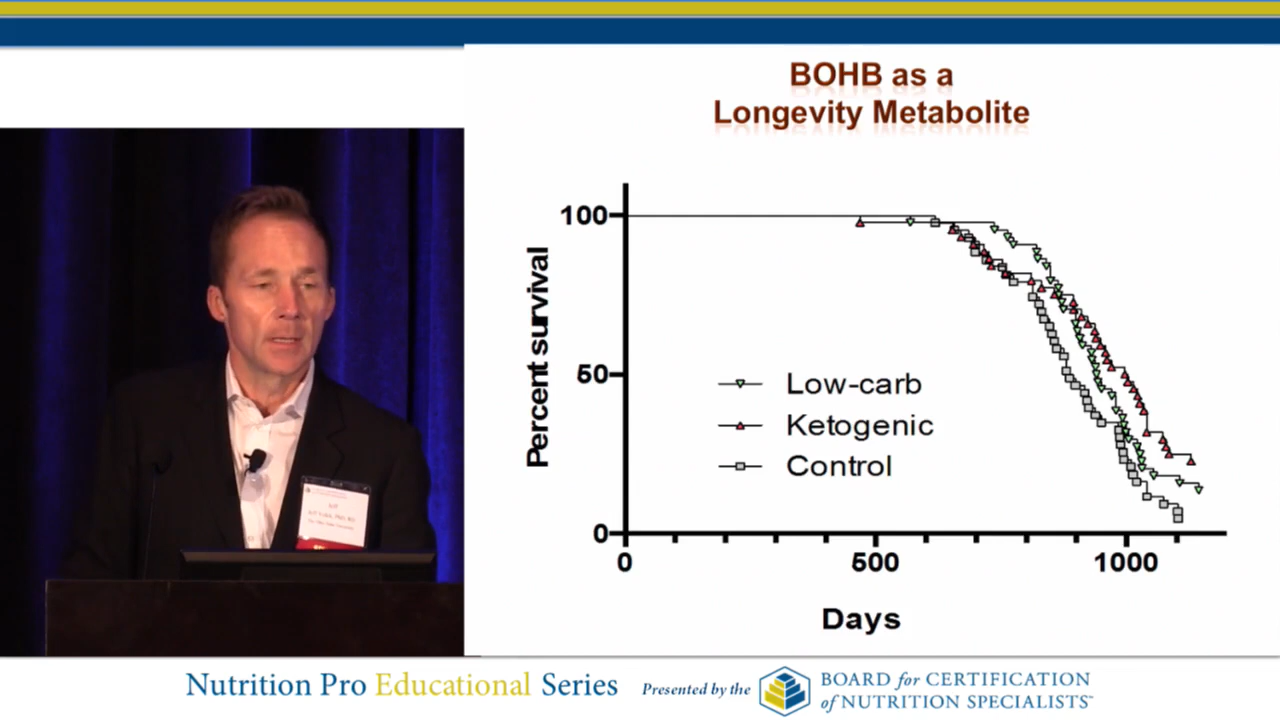 BOHB as a
Longevity Metabolite
Percent survival
100
50
0
Low-carb
Ketogenic
Control
0 500 1000
Days
Jeff
Nutrition Pro Educational Series
Presented by the
BOARD for CERTIFICATION
of NUTRITION SPECIALISTS